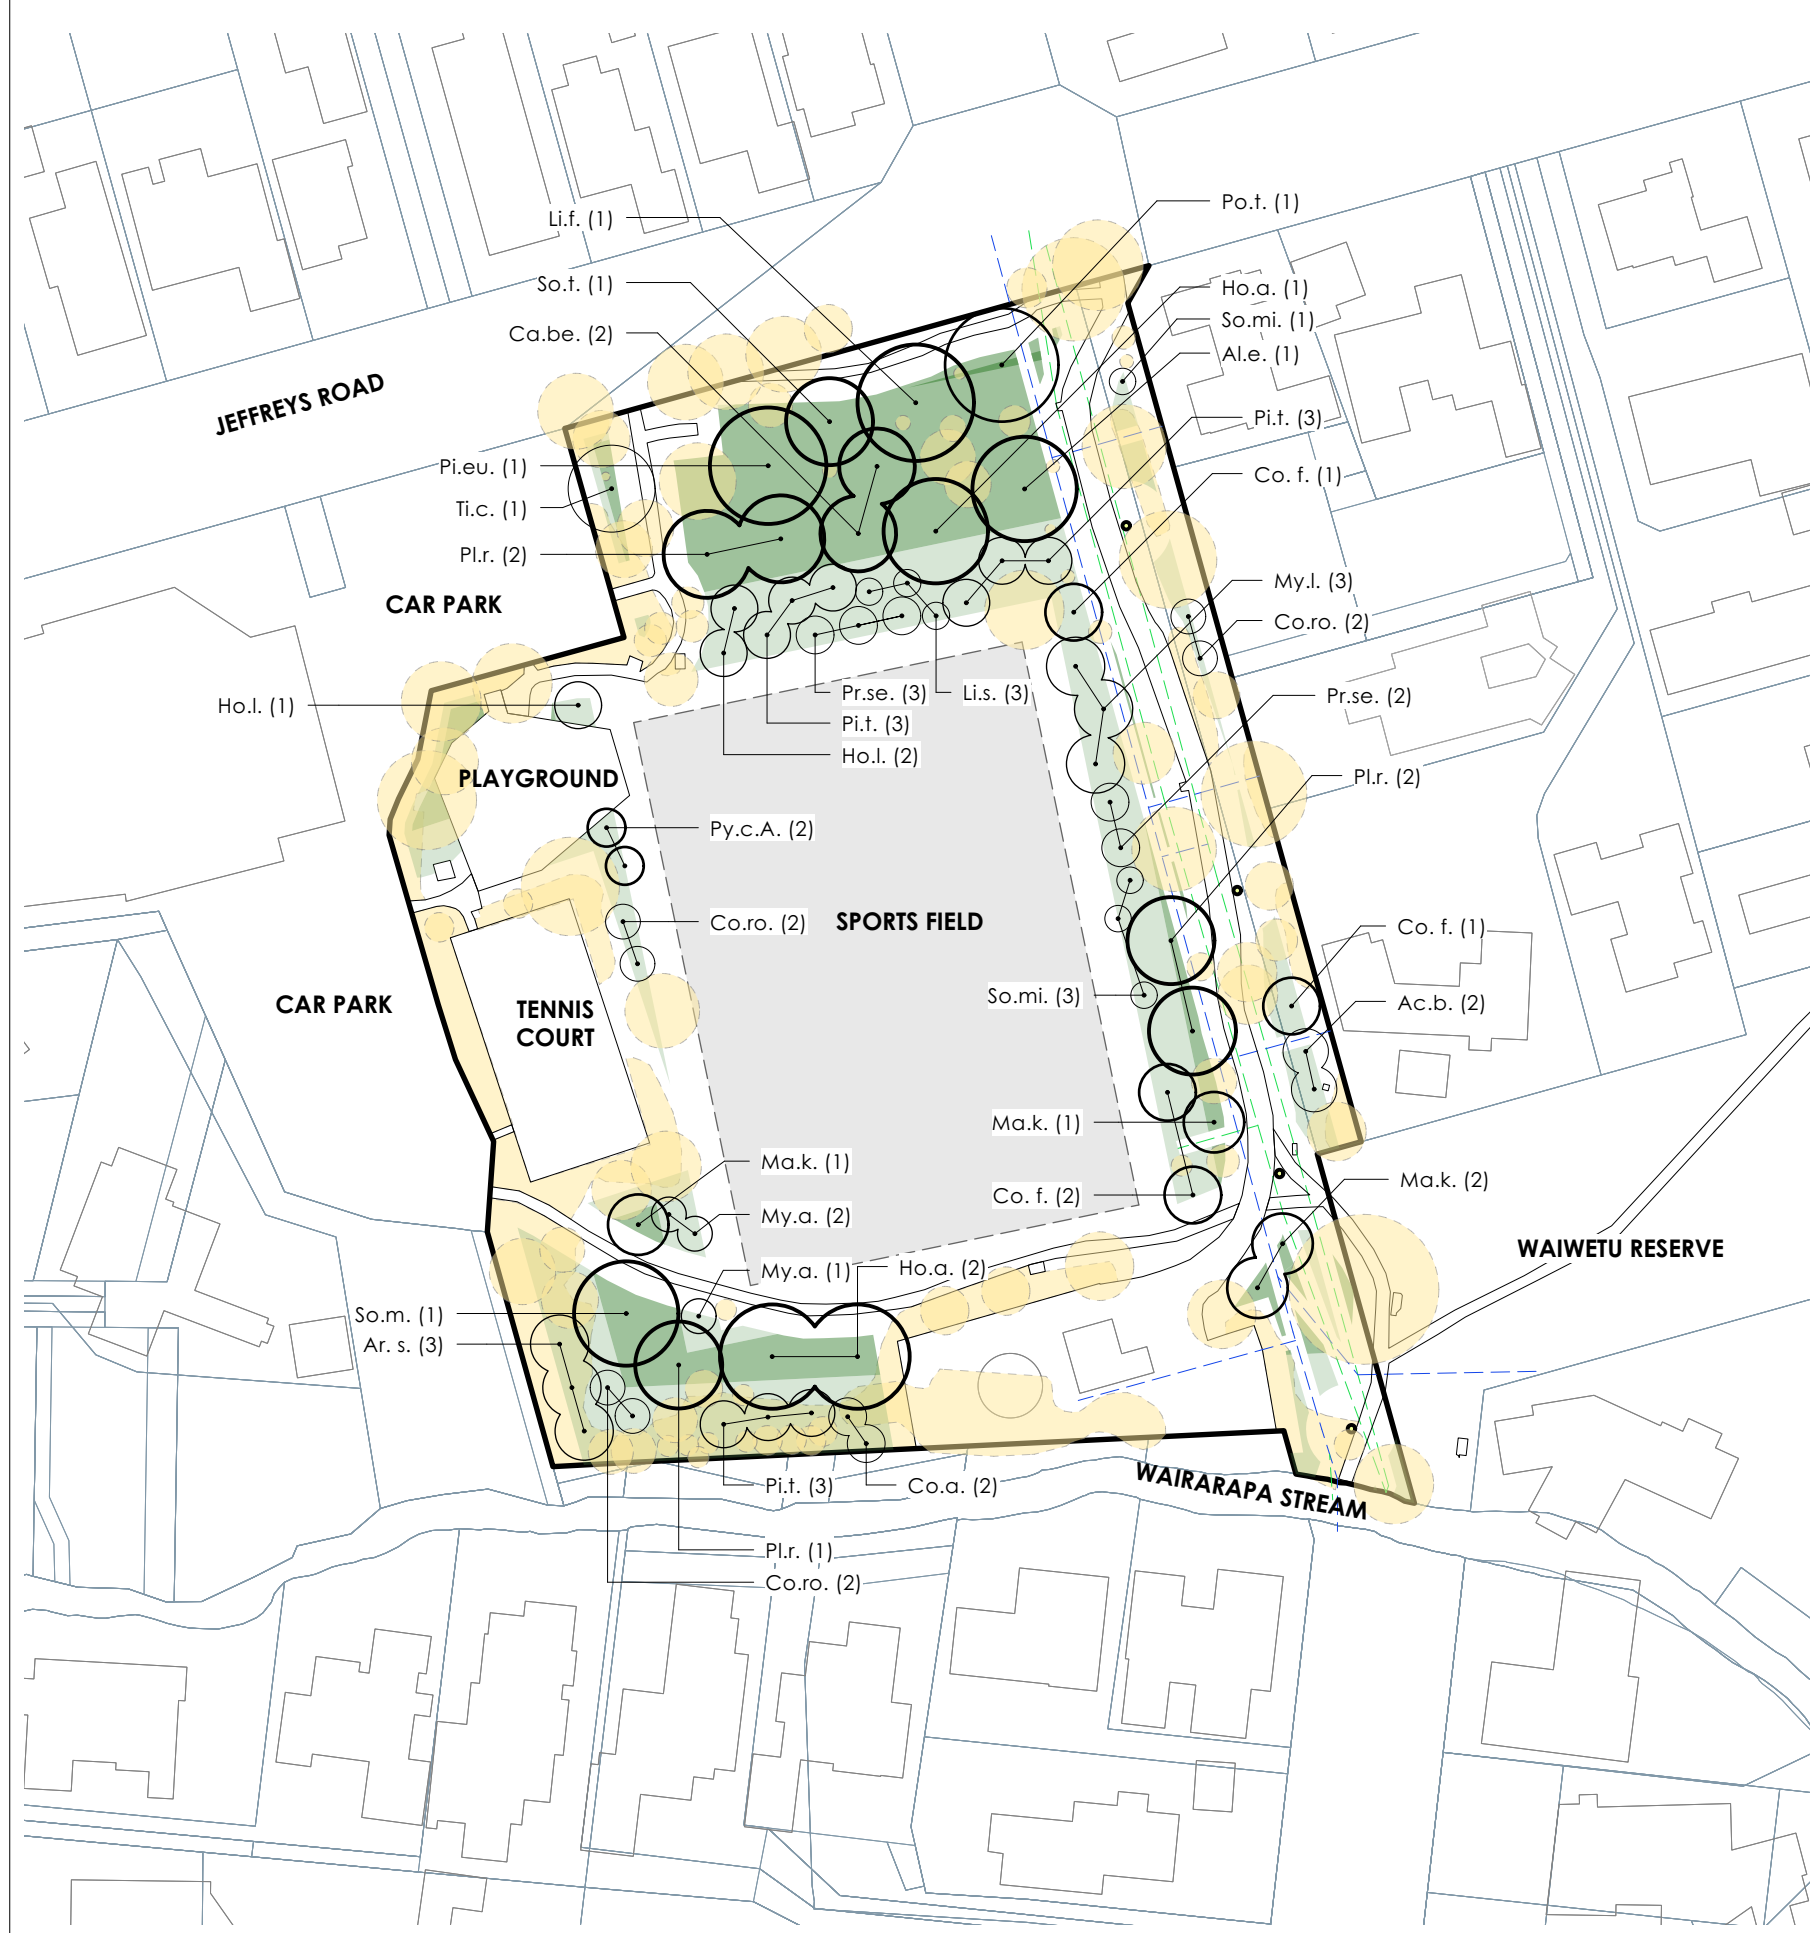 Po.t. (1)
Li.f. (1)
So.t. (1)
Ho.a. (1)
So.mi. (1)
Ca.be. (2)
Al.e. (1)
JEFFREYS ROAD
Pi.t. (3)
Pi.eu. (1)
Co. f. (1)
Ti.c. (1)
Pl.r. (2)
My.l. (3)
CAR PARK
Co.ro. (2)
Pr.se. (3)
Li.s. (3)
Pr.se. (2)
Ho.l. (1)
Pi.t. (3)
Ho.l. (2)
PLAYGROUND
Pl.r. (2)
Py.c.A. (2)
Co.ro. (2)
SPORTS FIELD
Co. f. (1)
So.mi. (3)
Ac.b. (2)
CAR PARK
TENNIS
COURT
Ma.k. (1)
Ma.k. (1)
Ma.k. (2)
Co. f. (2)
My.a. (2)
WAIWETU RESERVE
My.a. (1)
Ho.a. (2)
So.m. (1)
Ar. s. (3)
Pi.t. (3)
Co.a. (2)
WAIRARAPA STREAM
Pl.r. (1)
Co.ro. (2)